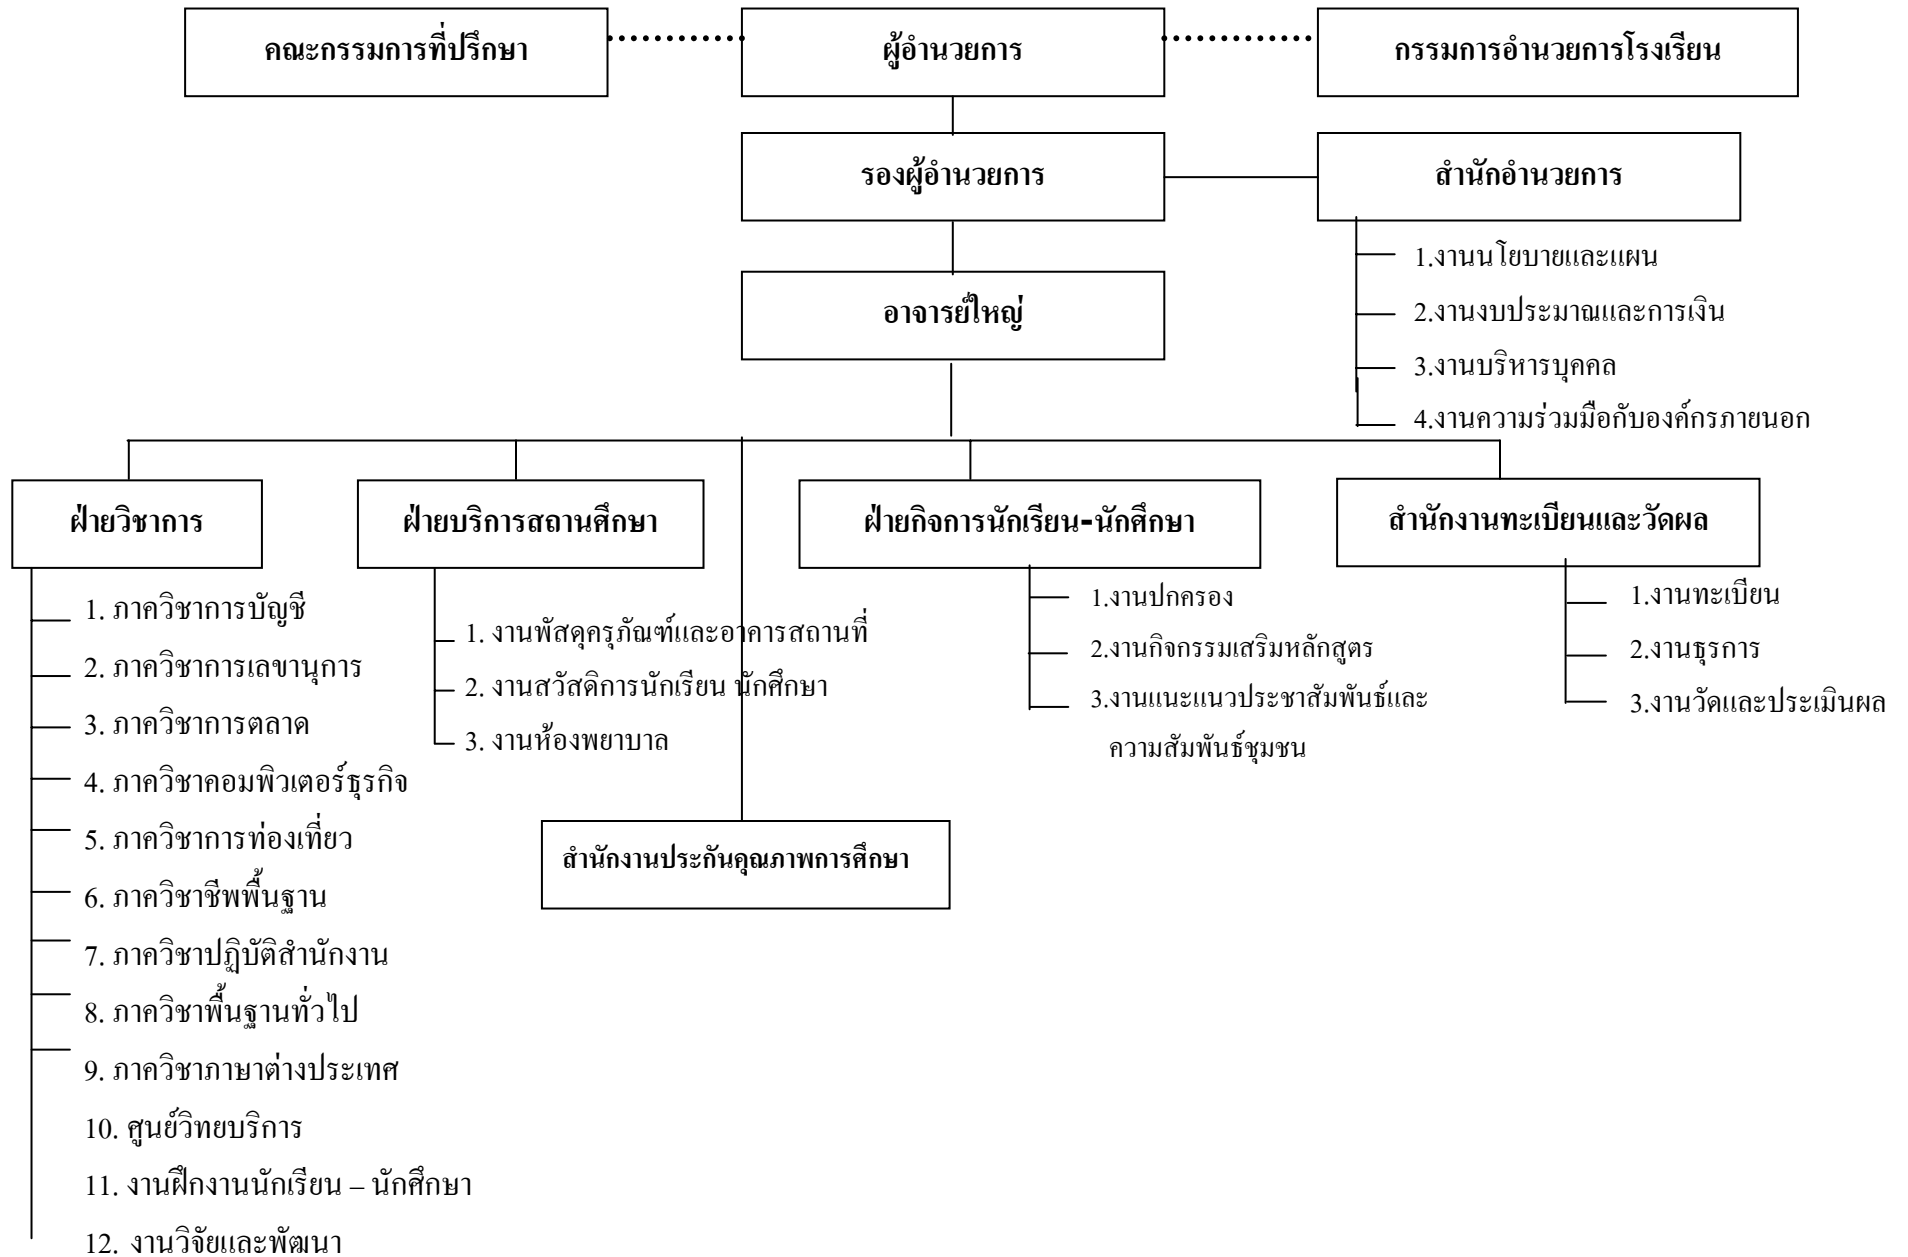 คณะกรรมการที่ปรึกษา
ผู้อำนวยการ
กรรมการอำนวยการโรงเรียน
รองผู้อำนวยการ
สำนักอำนวยการ
1.งานนโยบายและแผน
2.งานงบประมาณและการเงิน
3.งานบริหารบุคคล
4.งานความร่วมมือกับองค์กรภายนอก
อาจารย์ใหญ่
ฝ่ายวิชาการ
1. ภาควิชาการบัญชี
2. ภาควิชาการเลขานุการ
3. ภาควิชาการตลาด
4. ภาควิชาคอมพิวเตอร์ธุรกิจ
5. ภาควิชาการท่องเที่ยว
6. ภาควิชาชีพพื้นฐาน
7. ภาควิชาปฏิบัติสำนักงาน
8. ภาควิชาพื้นฐานทั่วไป
9. ภาควิชาภาษาต่างประเทศ
10. ศูนย์วิทยบริการ
11. งานฝึกงานนักเรียน – นักศึกษา
12. งานวิจัยและพัฒนา
ฝ่ายบริการสถานศึกษา
1. งานพัสดุครุภัณฑ์และอาคารสถานที่
2. งานสวัสดิการนักเรียน นักศึกษา
3. งานห้องพยาบาล
สำนักงานประกันคุณภาพการศึกษา
ฝ่ายกิจการนักเรียน-นักศึกษา
1.งานปกครอง
2.งานกิจกรรมเสริมหลักสูตร
3.งานแนะแนวประชาสัมพันธ์และ
ความสัมพันธ์ชุมชน
สำนักงานทะเบียนและวัดผล
1.งานทะเบียน
2.งานธุรการ
3.งานวัดและประเมินผล